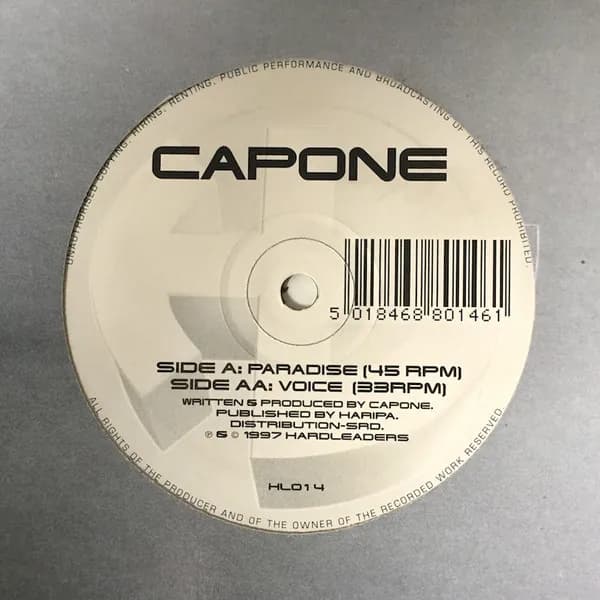 UNAUTHORISED COPYING, HIRING, RENTING, PUBLIC PERFORMANCE AND BROADCASTING OF THIS RECORD PROHIBITED.
CAPONE
5 018468 801461
SIDE A: PARADISE (45 RPM)
SIDE AA: VOICE (33RPM)
WRITTEN & PRODUCED BY CAPONE.
PUBLISHED BY HARIPA.
DISTRIBUTION-SRD.
℗ & © 1997 HARDLEADERS
HL014
ALL RIGHTS OF THE PRODUCER AND OF THE OWNER OF THE RECORDED WORK RESERVED